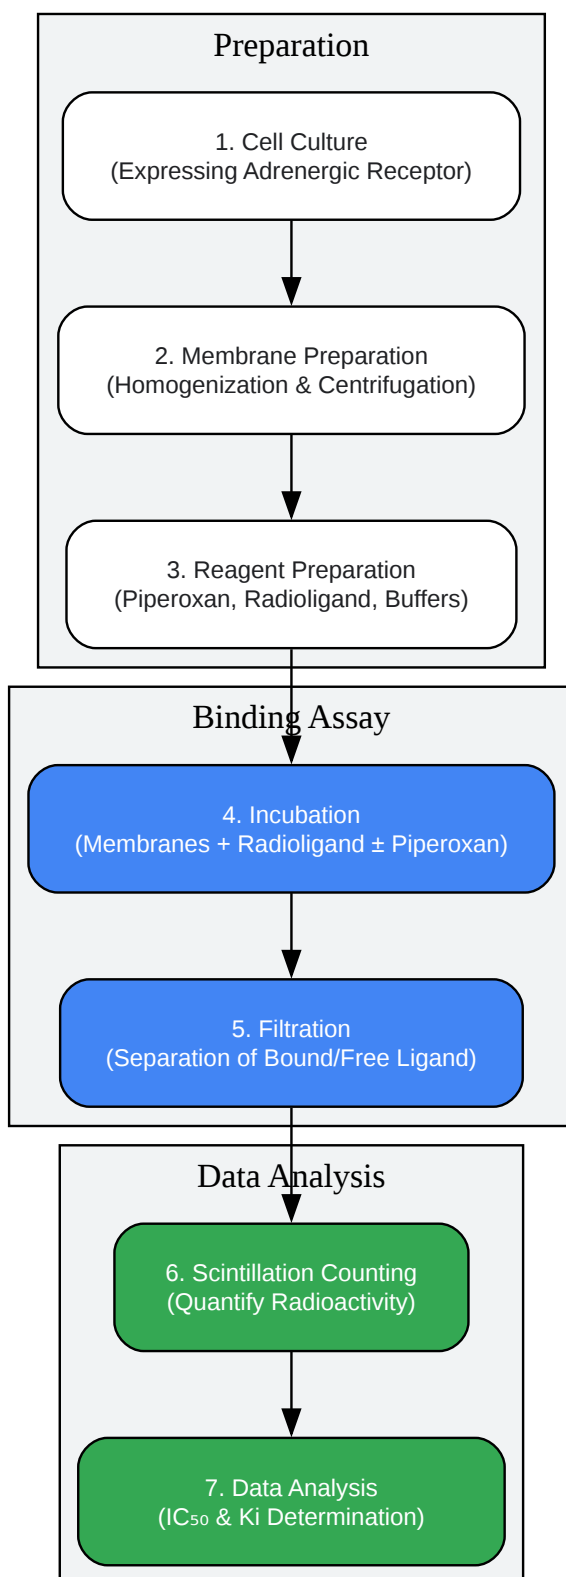 Preparation
1. Cell Culture
(Expressing Adrenergic Receptor)
2. Membrane Preparation
(Homogenization & Centrifugation)
3. Reagent Preparation
(Piperoxan, Radioligand, Buffers)
Binding Assay
4. Incubation
(Membranes + Radioligand ± Piperoxan)
5. Filtration
(Separation of Bound/Free Ligand)
Data Analysis
6. Scintillation Counting
(Quantify Radioactivity)
7. Data Analysis
(IC₅₀ & Ki Determination)